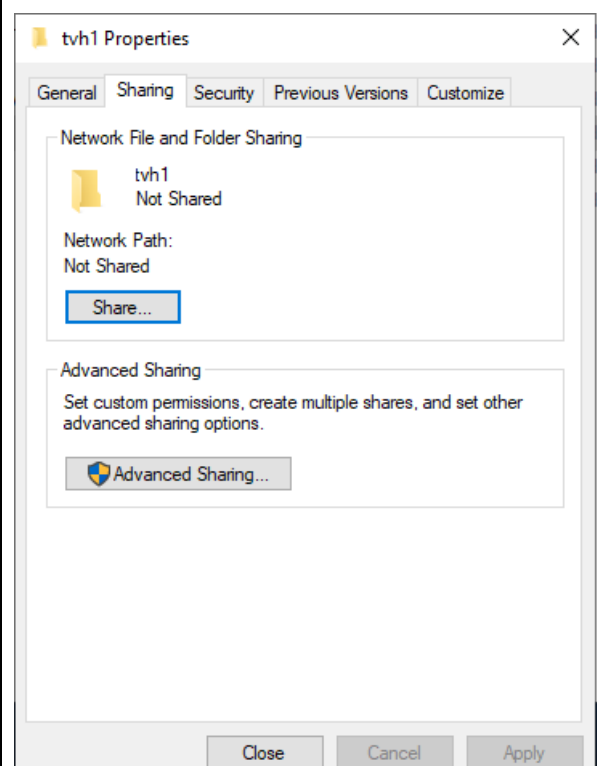 tvh1 Properties
General Sharing Security Previous Versions Customize
Network File and Folder Sharing
tvh1
Not Shared
Network Path:
Not Shared
Share...
Advanced Sharing
Set custom permissions, create multiple shares, and set other
advanced sharing options.
Advanced Sharing...
Close Cancel Apply